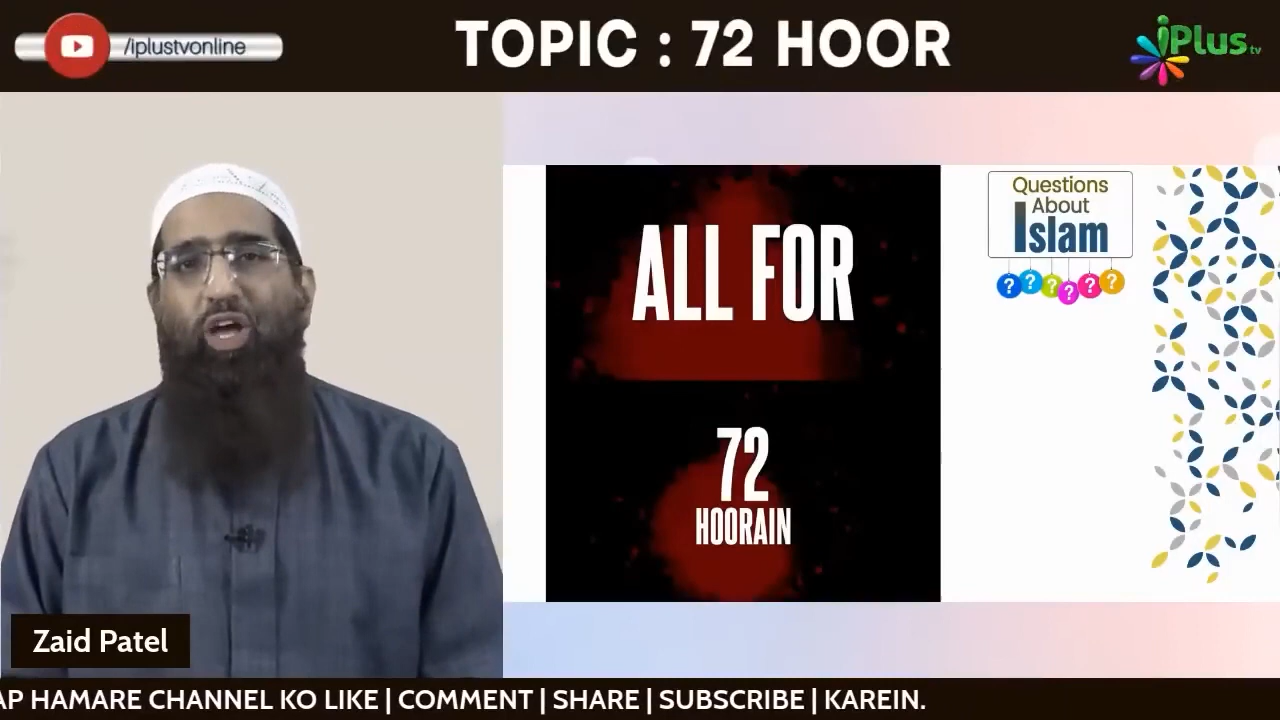 /iplustvonline
TOPIC : 72 HOOR
iPlus tv
ALL FOR
72
HOORAIN
Questions
About
Islam
? ? ? ? ? ?
Zaid Patel
AP HAMARE CHANNEL KO LIKE | COMMENT | SHARE | SUBSCRIBE | KAREIN.